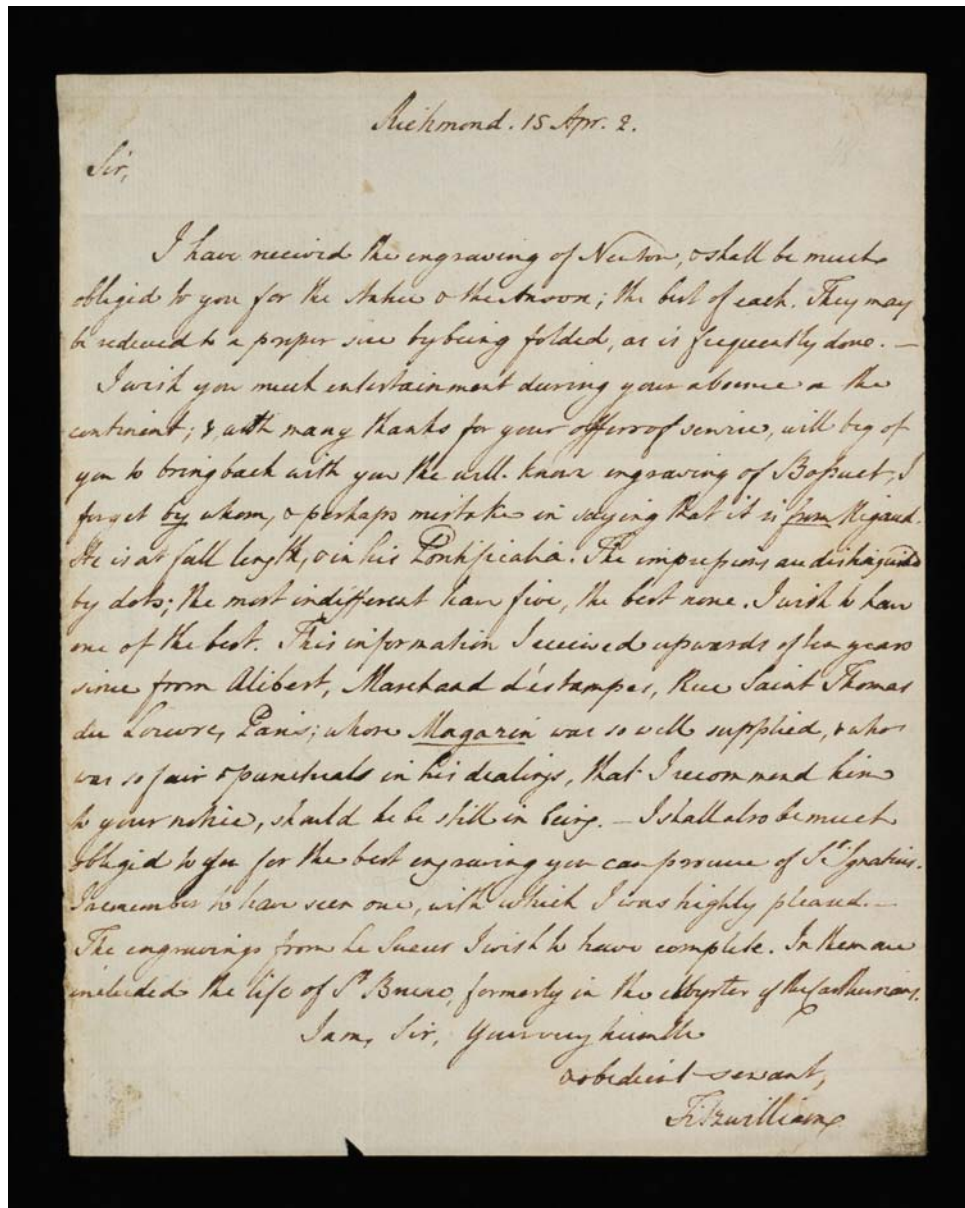 Richmond. 15 Apr. 2.
Sir,
I have received the engraving of Newton, & shall be much
obliged to you for the & the Anson; the best of each. They may
be reduced to a proper size by being folded, as is frequently done. —
I wish you much entertainment during your absence on the
continent; &, with many thanks for your offer of service, will beg of
you to bring back with you the well-known engraving of Bossuet, I
forget by whom, & perhaps mistake in saying that it is from Rigaud.
He is at full length, & in his Pontificalia. The impressions are distinguished
by dots; the most indifferent have five, the best none. I wish to have
one of the best. This information I received upwards of ten years
since from Alibert, Marchand d'estampes, Rue Saint Thomas
du Louvre, Paris; whose Magazin was so well supplied, & who
was so fair & punctual in his dealings, that I recommend him
to your notice, should he be still in being. — I shall also be much
obliged to you for the best engraving you can procure of St. Ignatius.
I remember to have seen one, with which I was highly pleased. —
The engravings from Le Sueur I wish to have complete. In them are
included the life of St. Bruno, formerly in the of the Carthusians.
I am, Sir, Your very humble
& obedient servant,
Fitzwilliam